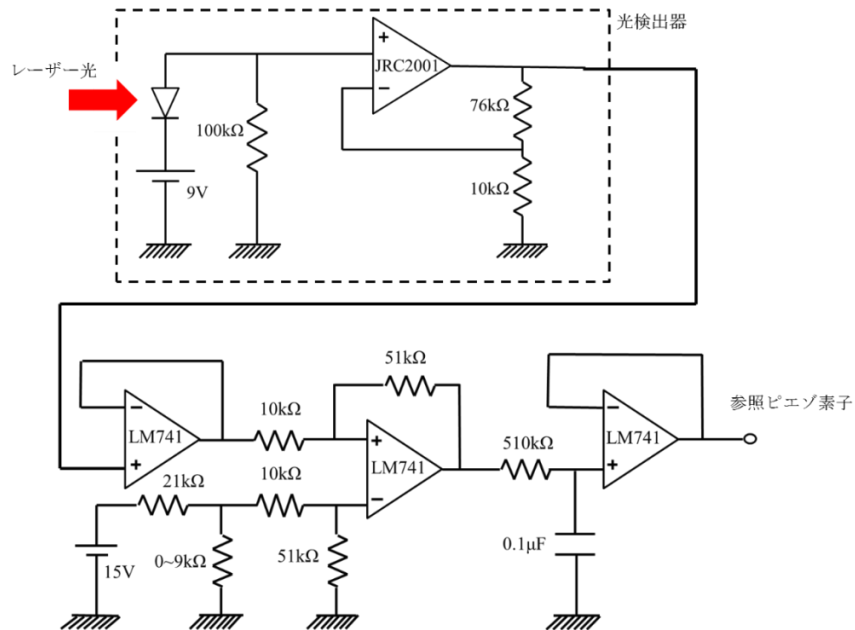 光検出器
レーザー光
+
JRC2001
−
76kΩ
100kΩ
10kΩ
9V
51kΩ
参照ピエゾ素子
−
LM741
+
10kΩ
+
LM741
−
510kΩ
−
LM741
+
21kΩ
10kΩ
15V
0~9kΩ
51kΩ
0.1μF